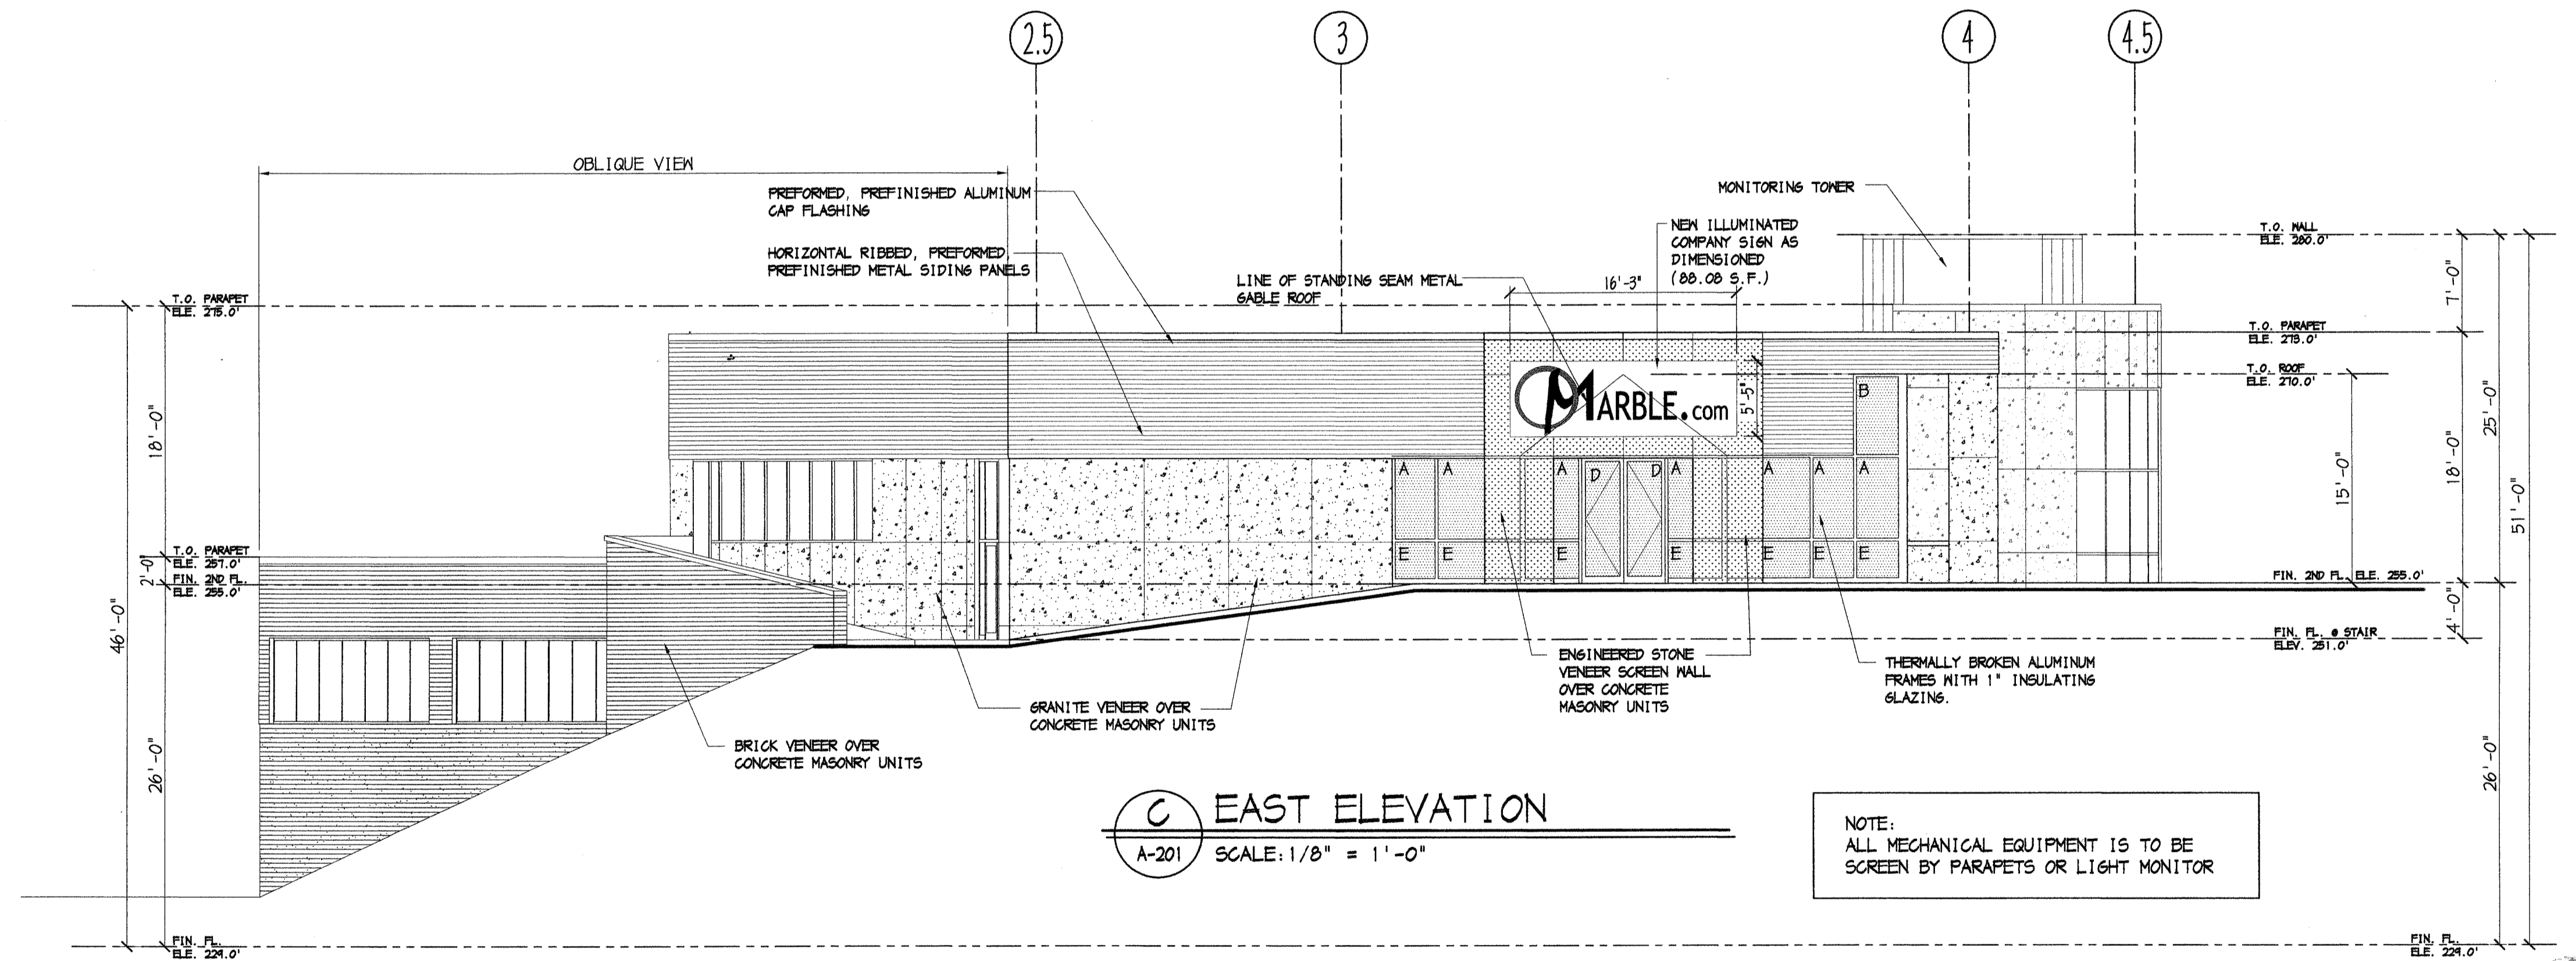 2.5
3
4
4.5
OBLIQUE VIEW
PREFORMED, PREFINISHED ALUMINUM
CAP FLASHING
HORIZONTAL RIBBED, PREFORMED,
PREFINISHED METAL SIDING PANELS
LINE OF STANDING SEAM METAL
GABLE ROOF
NEW ILLUMINATED
COMPANY SIGN AS
DIMENSIONED
(88.08 S.F.)
16'-3"
MONITORING TOWER
T.O. WALL
ELE. 280.0'
T.O. PARAPET
ELE. 275.0'
T.O. PARAPET
ELE. 273.0'
T.O. ROOF
ELE. 270.0'
7'-0"
25'-0"
18'-0"
15'-0"
51'-0"
4'-0"
26'-0"
18'-0"
2'-0"
46'-0"
26'-0"
MARBLE.com
5'-5"
B
A A A D D A A A A
E E E E E E E
T.O. PARAPET
ELE. 257.0'
FIN. 2ND FL.
ELE. 255.0'
FIN. 2ND FL. ELE. 255.0'
FIN. FL. @ STAIR
ELEV. 251.0'
BRICK VENEER OVER
CONCRETE MASONRY UNITS
GRANITE VENEER OVER
CONCRETE MASONRY UNITS
ENGINEERED STONE
VENEER SCREEN WALL
OVER CONCRETE
MASONRY UNITS
THERMALLY BROKEN ALUMINUM
FRAMES WITH 1" INSULATING
GLAZING.
C
A-201
EAST ELEVATION
SCALE: 1/8" = 1'-0"
NOTE:
ALL MECHANICAL EQUIPMENT IS TO BE
SCREEN BY PARAPETS OR LIGHT MONITOR
FIN. FL.
ELE. 229.0'
FIN. FL.
ELE. 229.0'